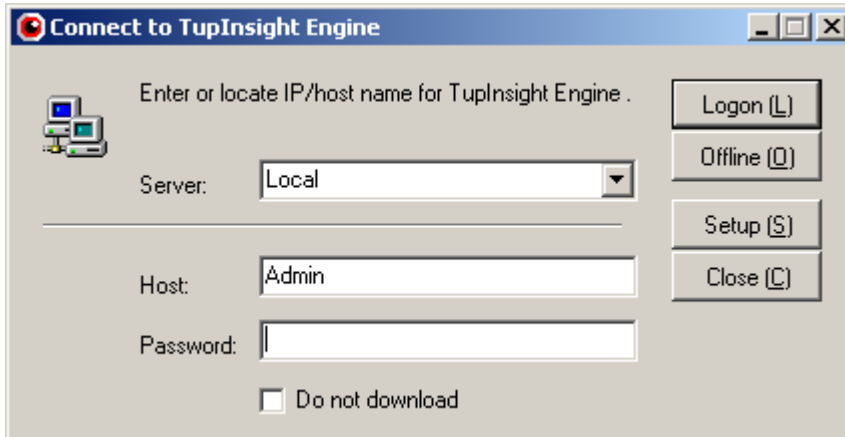 Connect to TupInsight Engine
Enter or locate IP/host name for TupInsight Engine .
Logon (L)
Offline (O)
Server: Local
Setup (S)
Host: Admin
Close (C)
Password:
Do not download